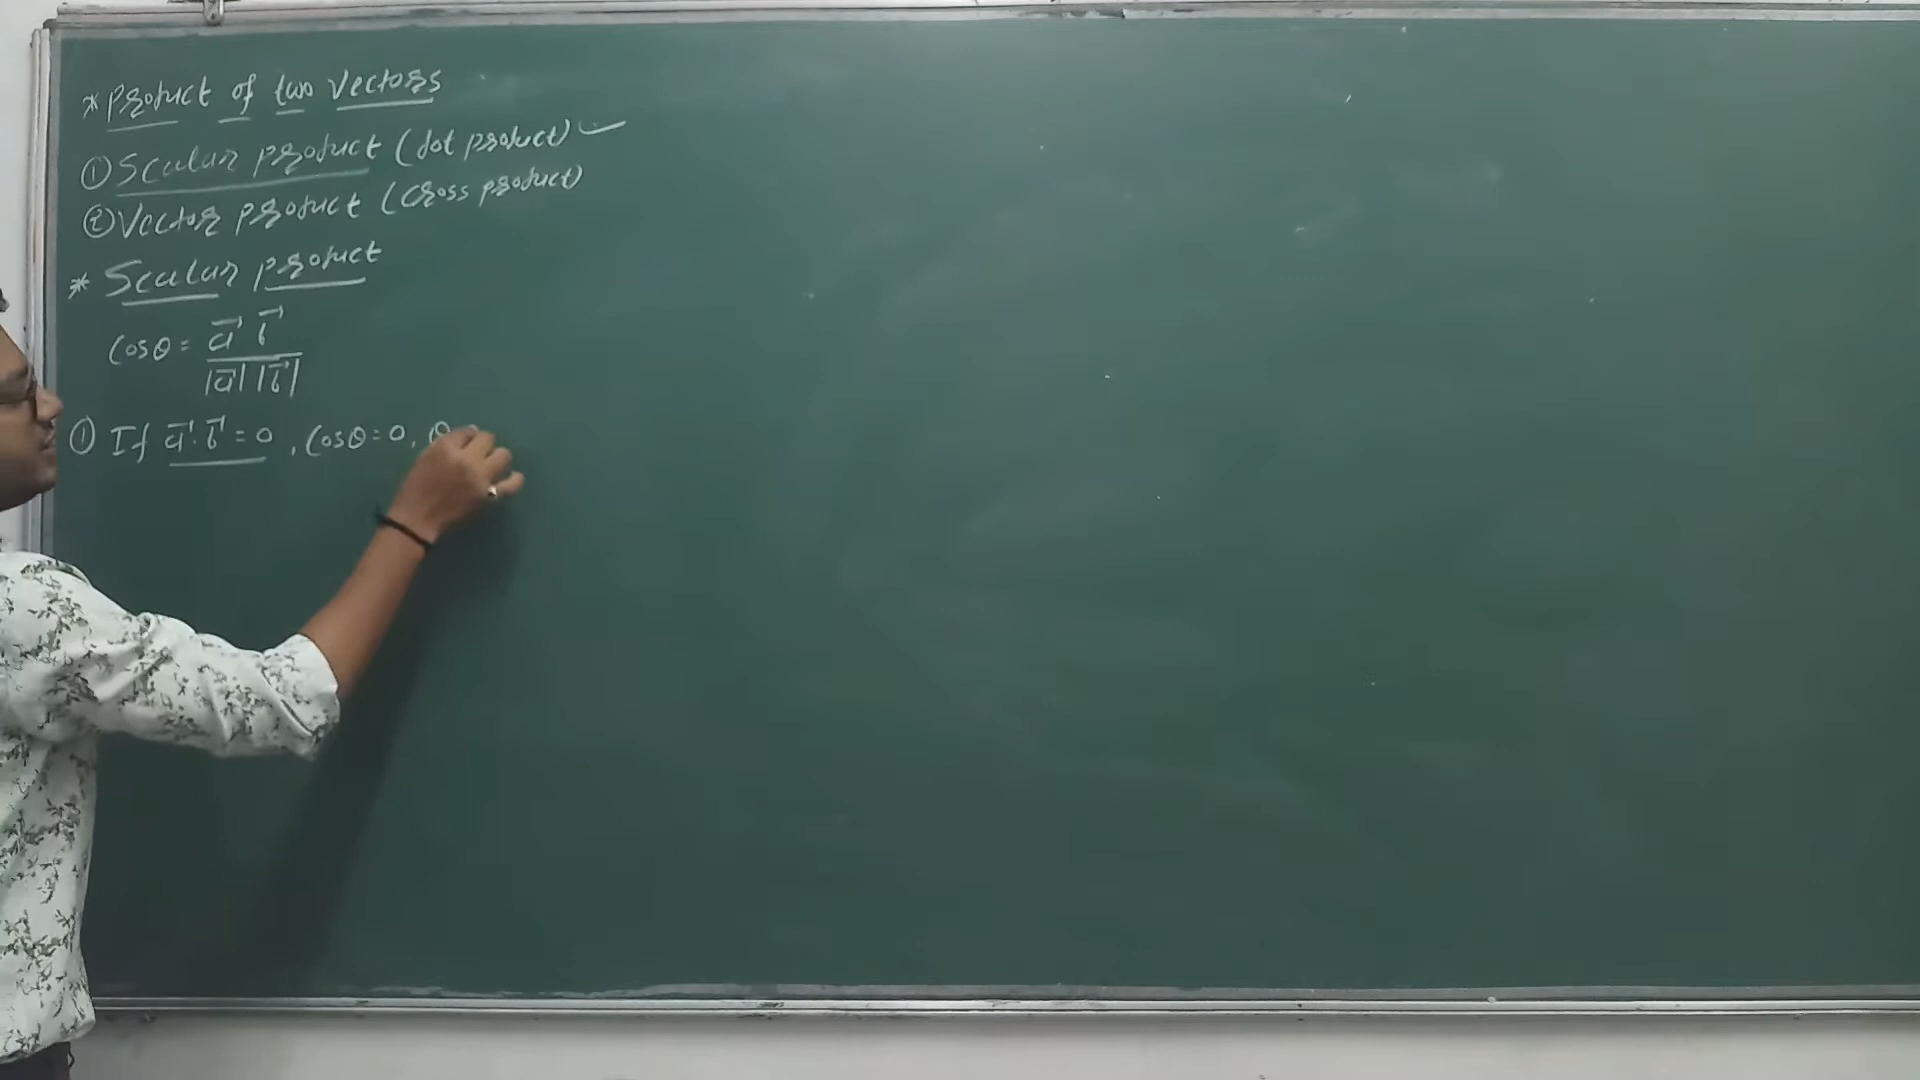 * Product of two Vectors
① Scalar product (dot product)
② Vector product (Cross product)
* Scalar product
Cosθ = a⃗ b⃗ / |a⃗| |b⃗|
① If a⃗.b⃗ = 0, Cosθ = 0, θ